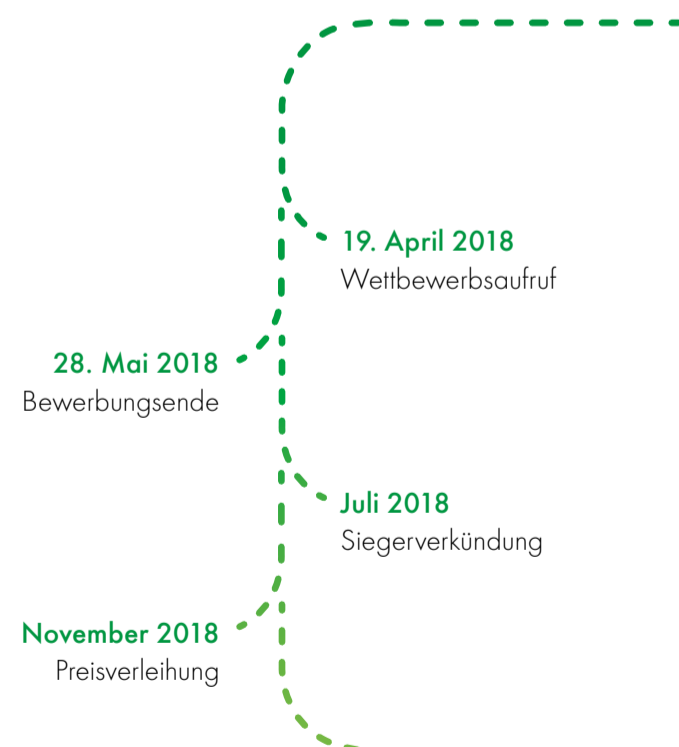 19. April 2018
Wettbewerbsaufruf
28. Mai 2018
Bewerbungsende
Juli 2018
Siegerverkündung
November 2018
Preisverleihung